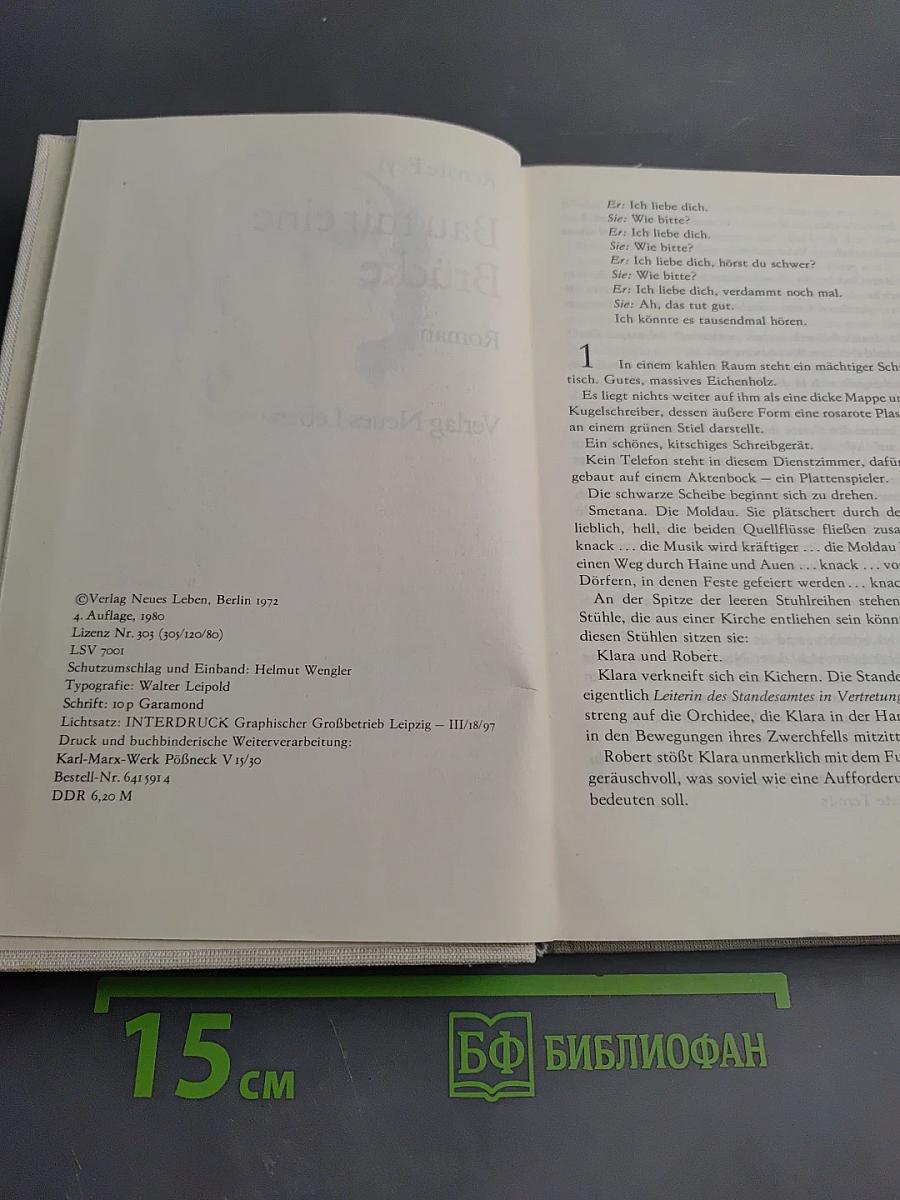 ©Verlag Neues Leben, Berlin 1972
4. Auflage, 1980
Lizenz Nr. 303 (305/120/80)
LSV 7001
Schutzumschlag und Einband: Helmut Wengler
Typografie: Walter Leipold
Schrift: 10 p Garamond
Lichtsatz: INTERDRUCK Graphischer Großbetrieb Leipzig – III/18/97
Druck und buchbinderische Weiterverarbeitung:
Karl-Marx-Werk Pößneck V 15/30
Bestell-Nr. 641 591 4
DDR 6,20 M
Er: Ich liebe dich.
Sie: Wie bitte?
Er: Ich liebe dich.
Sie: Wie bitte?
Er: Ich liebe dich, hörst du schwer?
Sie: Wie bitte?
Er: Ich liebe dich, verdammt noch mal.
Sie: Ah, das tut gut.
Ich könnte es tausendmal hören.
1 In einem kahlen Raum steht ein mächtiger
tisch. Gutes, massives Eichenholz.
Es liegt nichts weiter auf ihm als eine dicke Mappe
Kugelschreiber, dessen äußere Form eine rosarote
an einem grünen Stiel darstellt.
Ein schönes, kitschiges Schreibgerät.
Kein Telefon steht in diesem Dienstzimmer,
gebaut auf einem Aktenbock – ein Plattenspieler.
Die schwarze Scheibe beginnt sich zu drehen.
Smetana. Die Moldau. Sie plätschert durch
lieblich, hell, die beiden Quellflüsse fließen
knack ... die Musik wird kräftiger ... die Moldau
einen Weg durch Haine und Auen ... knack ...
Dörfern, in denen Feste gefeiert werden ...
An der Spitze der leeren Stuhlreihen stehen
Stühle, die aus einer Kirche entliehen sein
diesen Stühlen sitzen sie:
Klara und Robert.
Klara verkneift sich ein Kichern. Die
eigentlich Leiterin des Standesamtes in Vertretung
streng auf die Orchidee, die Klara in der
in den Bewegungen ihres Zwerchfells
Robert stößt Klara unmerklich mit dem
geräuschvoll, was soviel wie eine
bedeuten soll.
15 см
БФ БИБЛИОФАН